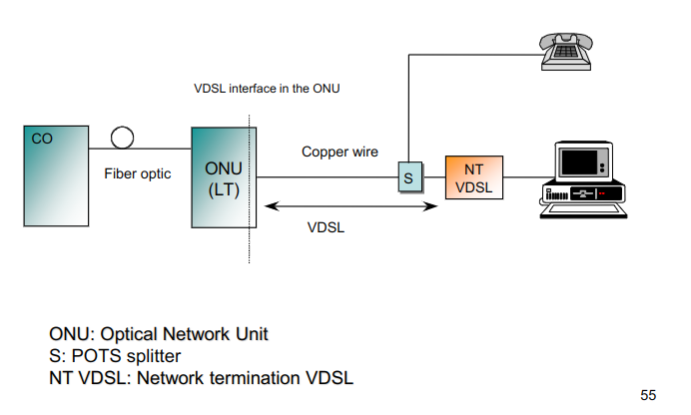 VDSL interface in the ONU
CO
Fiber optic
ONU
(LT)
Copper wire
S
NT
VDSL
VDSL
ONU: Optical Network Unit
S: POTS splitter
NT VDSL: Network termination VDSL
55